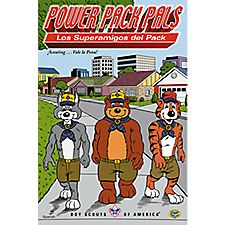 POWER PACK PALS
Los Superamigos del Pack
¡Scouting . . . Vale la Pena!
BOY SCOUTS OF AMERICA®